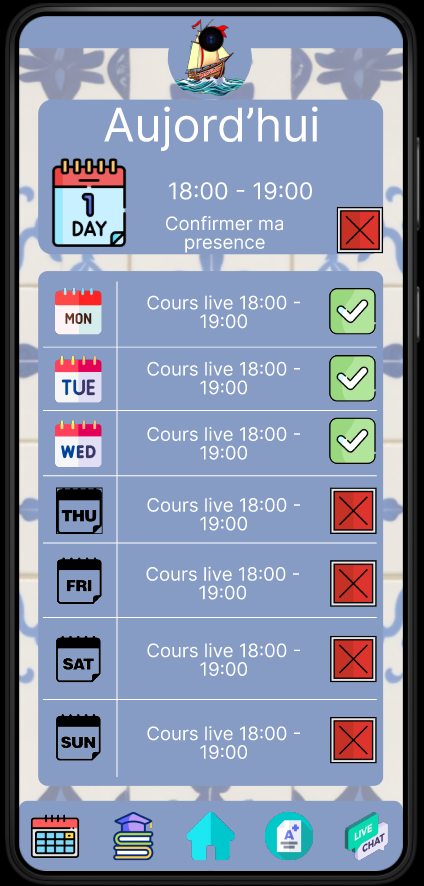 Aujord’hui
1
DAY
18:00 - 19:00
Confirmer ma
presence
MON
Cours live 18:00 -
19:00
TUE
Cours live 18:00 -
19:00
WED
Cours live 18:00 -
19:00
THU
Cours live 18:00 -
19:00
FRI
Cours live 18:00 -
19:00
SAT
Cours live 18:00 -
19:00
SUN
Cours live 18:00 -
19:00
A+
LIVE
CHAT